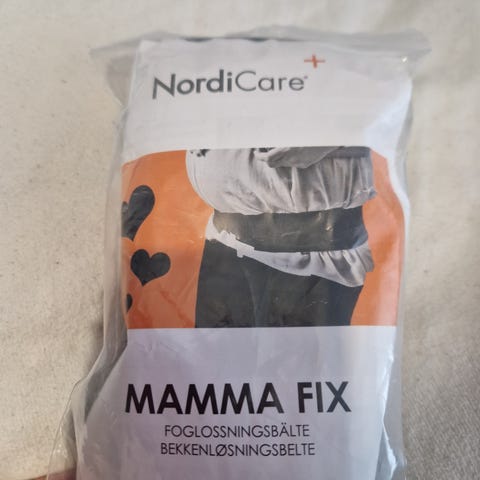 NordiCare
MAMMA FIX
FOGLOSSNINGSBÄLTE
BEKKENLØSNINGSBELTE